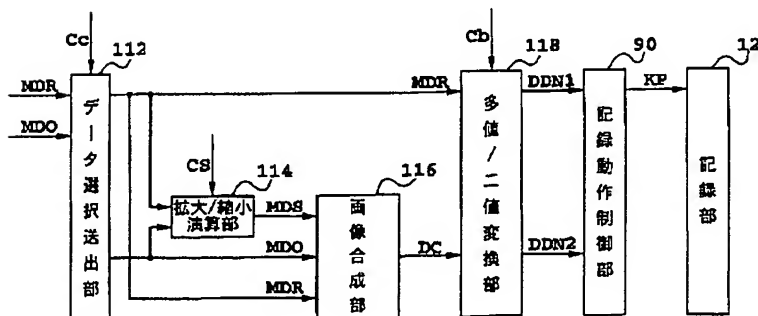 Cc
112
Cb
118
90
12
MDR
MDO
データ選択送出部
MDR
多値/二値変換部
DDN1
記録動作制御部
KP
記録部
CS
114
拡大/縮小
演算部
MDS
116
画像合成部
MDO
MDR
DC
DDN2